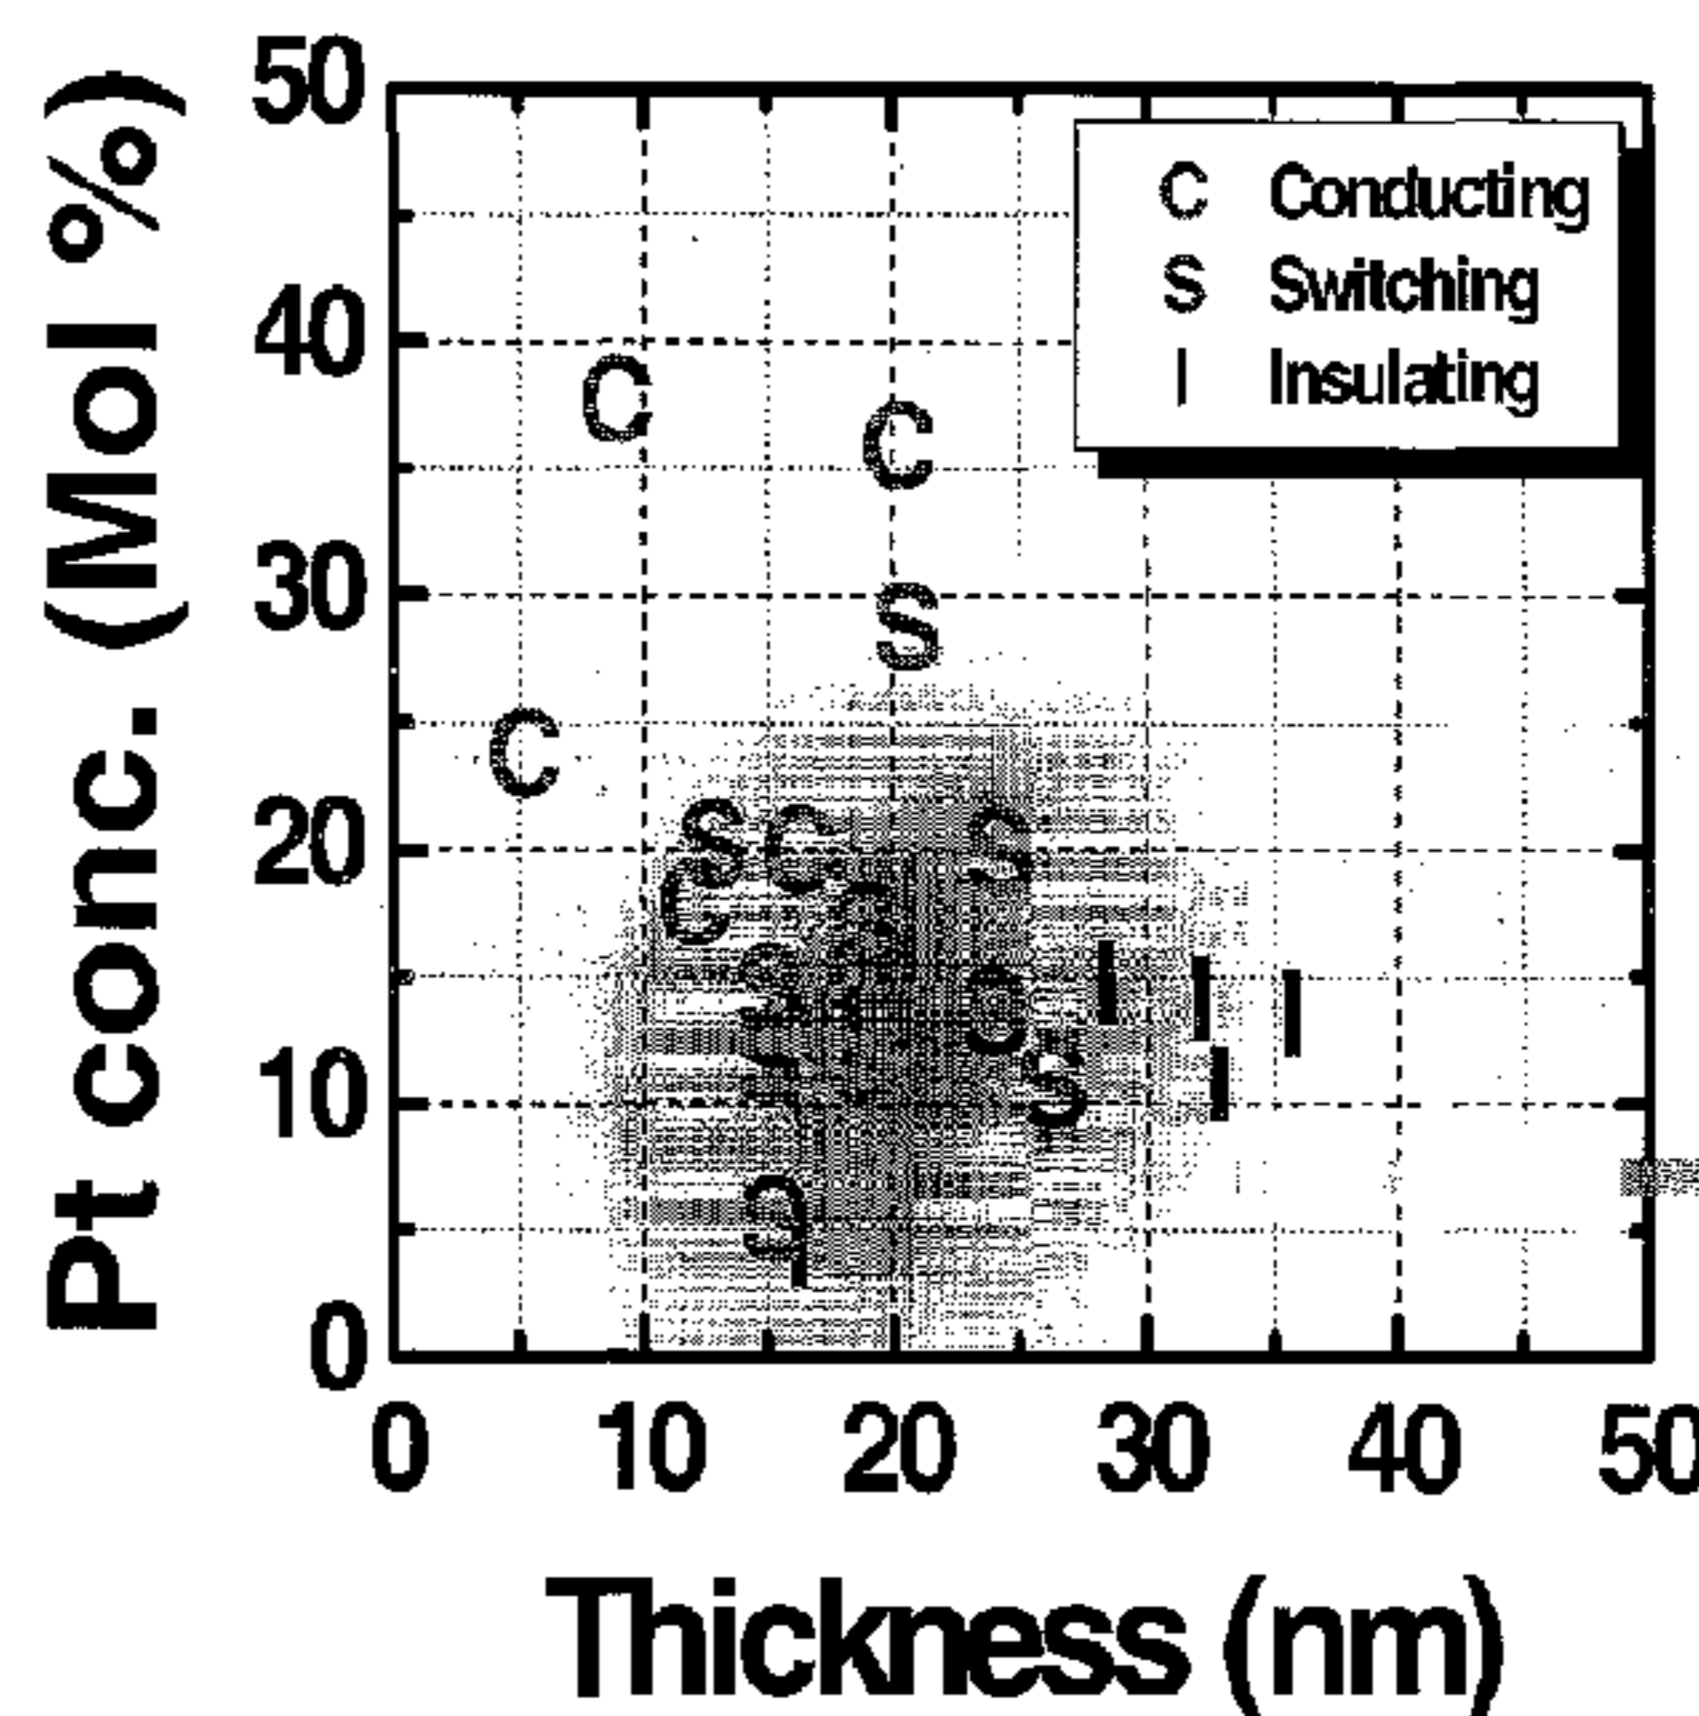 Pt conc. (Mol %)
50
40
30
20
10
0
C Conducting
S Switching
I Insulating
C
C
S
C
S C S
C
I I I
S
S
I
0 10 20 30 40 50
Thickness (nm)